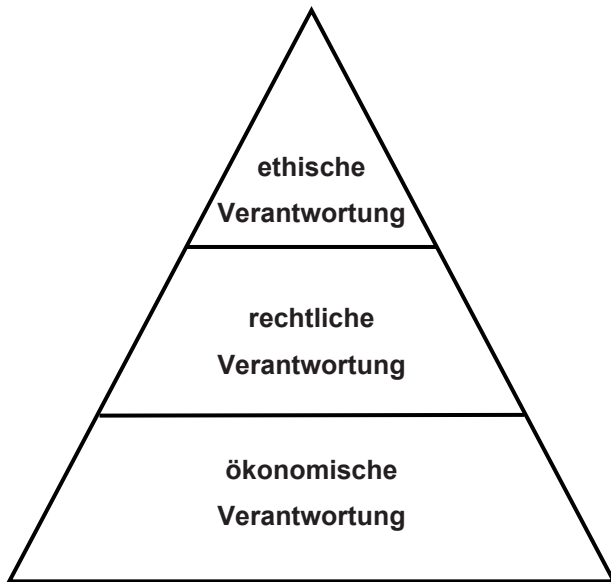 ethische
Verantwortung
rechtliche
Verantwortung
ökonomische
Verantwortung